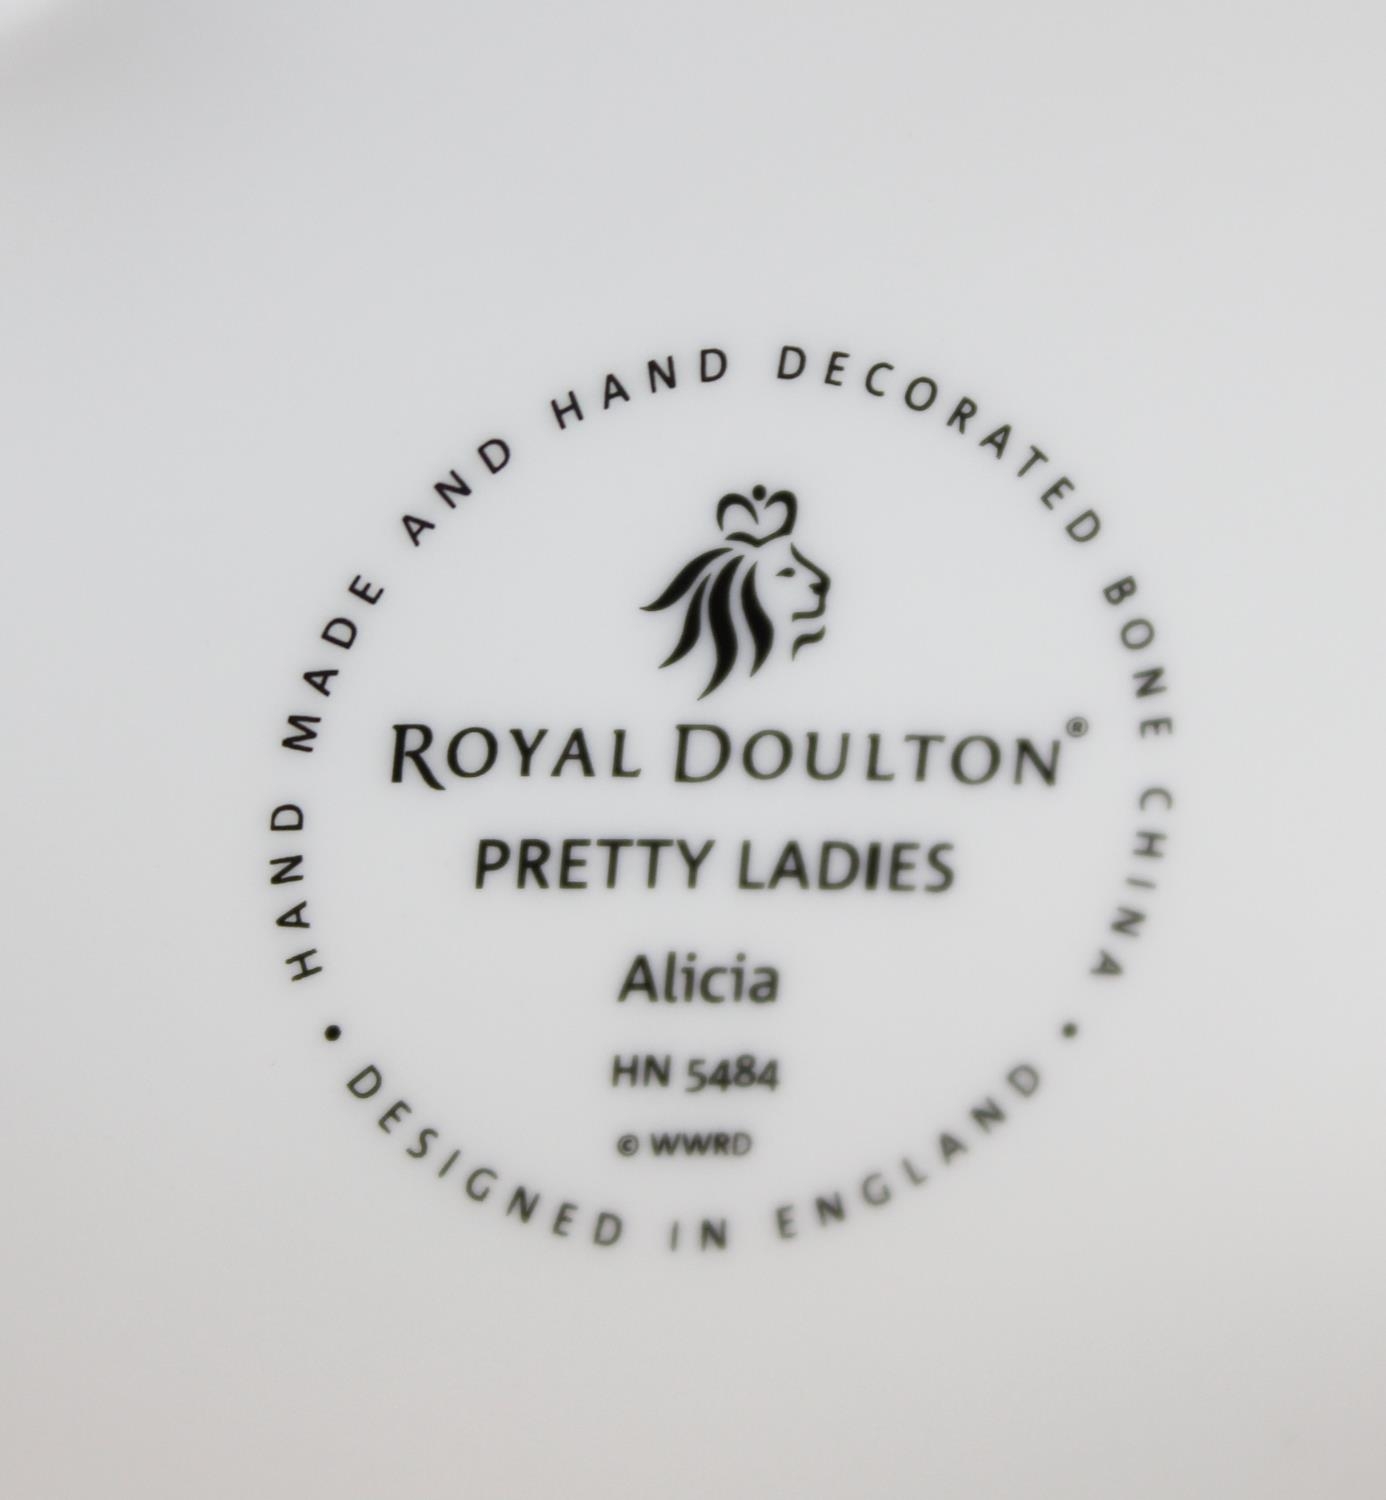 HAND MADE AND HAND DECORATED BONE CHINA •
ROYAL DOULTON®
PRETTY LADIES
Alicia
HN 5484
© WWRD
DESIGNED IN ENGLAND •